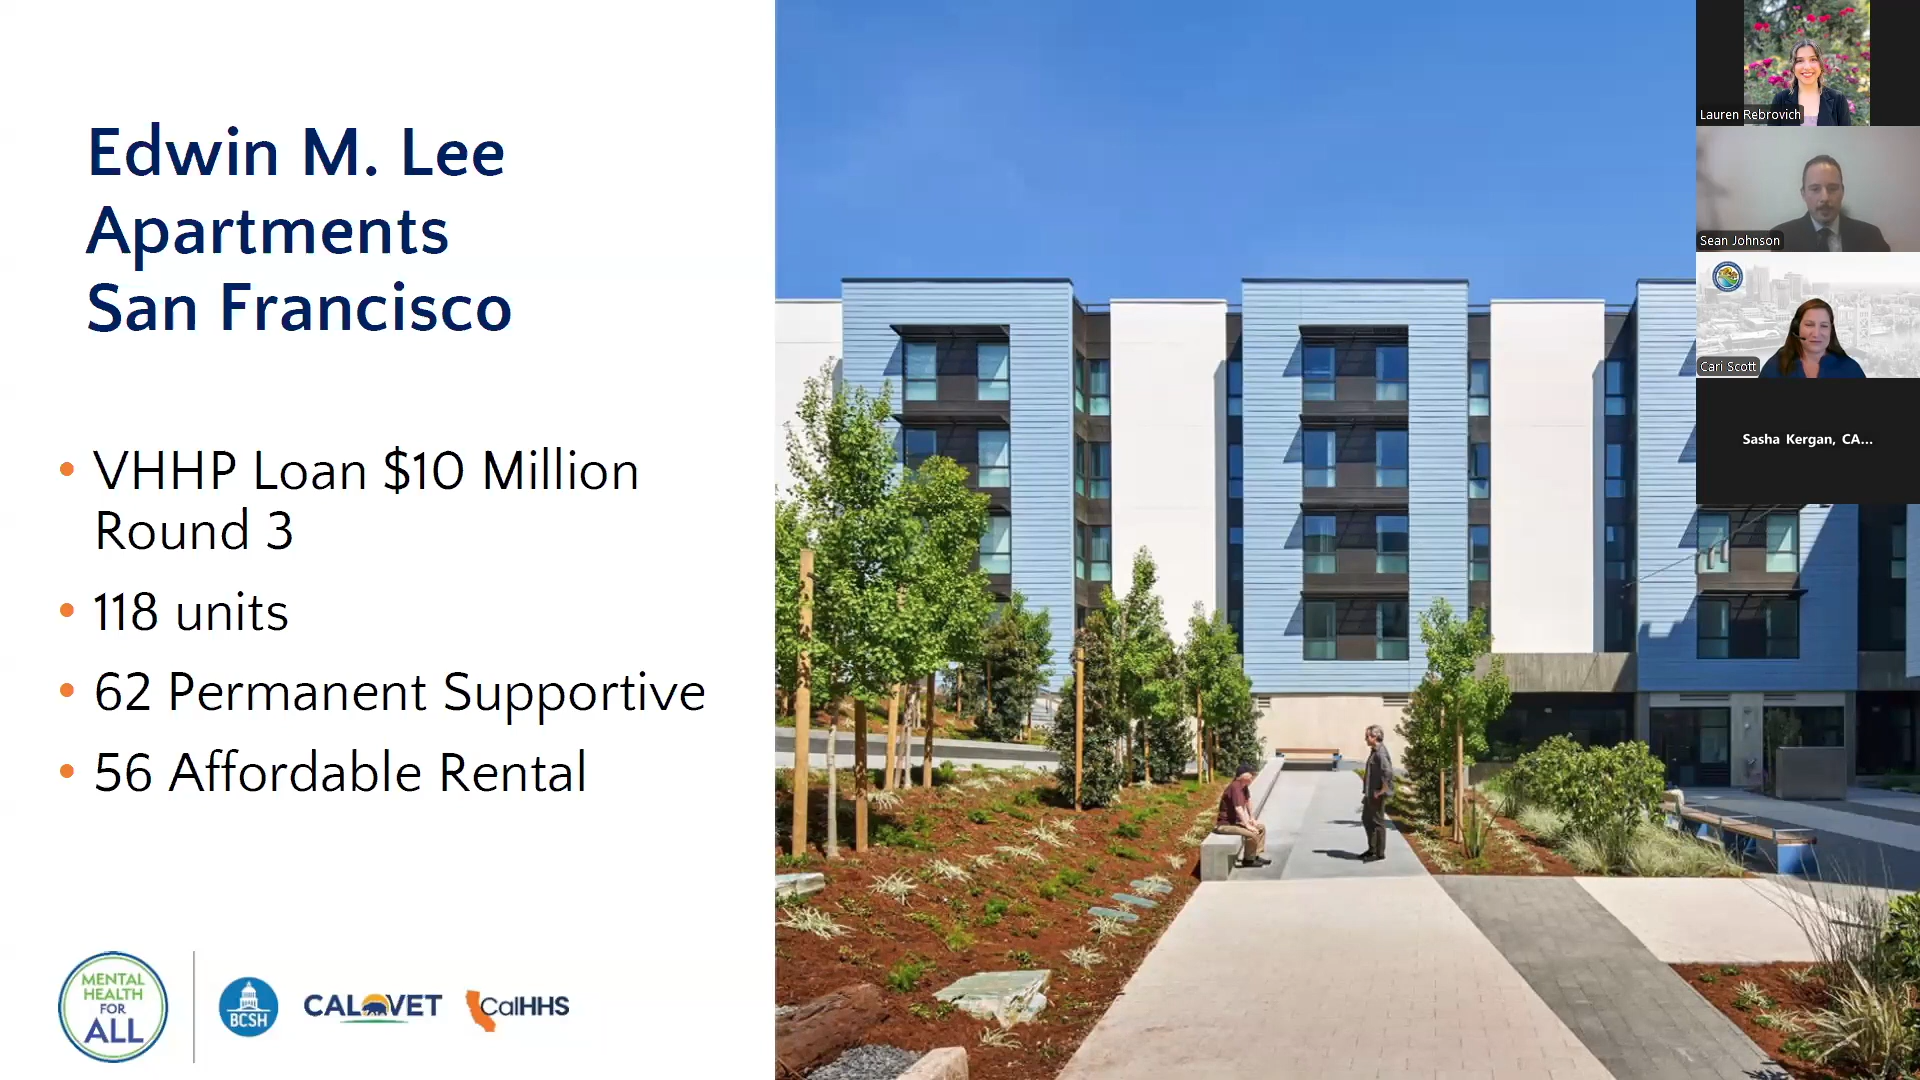 Edwin M. Lee
Apartments
San Francisco
• VHHP Loan $10 Million
Round 3
• 118 units
• 62 Permanent Supportive
• 56 Affordable Rental
MENTAL
HEALTH
FOR
ALL
BCSH
CALVET
CalHHS
Lauren Rebrovich
Sean Johnson
Cari Scott
Sasha Kergan, CA...